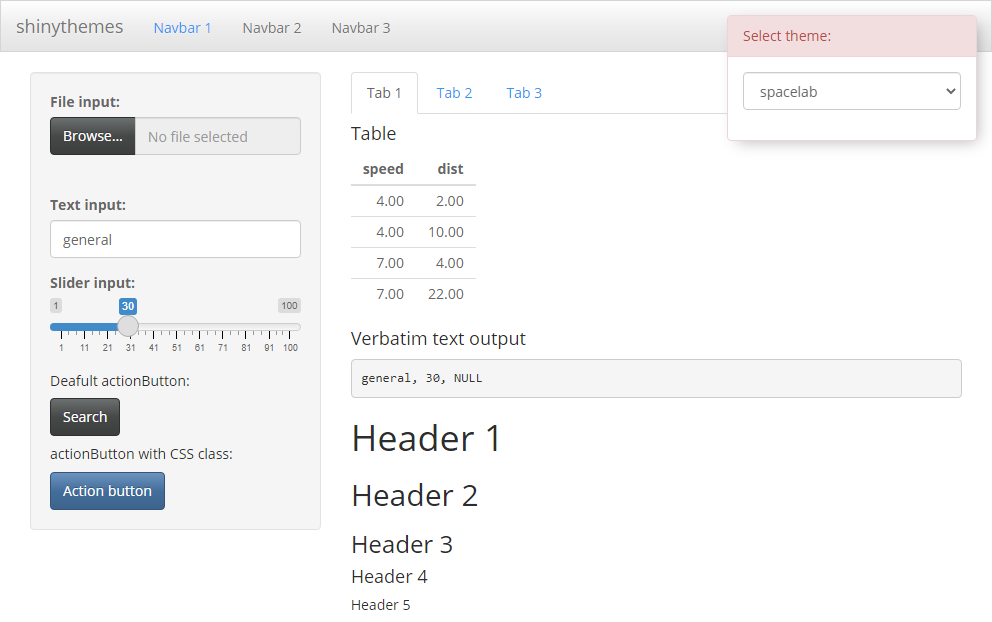 shinythemes Navbar 1 Navbar 2 Navbar 3
Select theme:
spacelab
File input:
Browse... No file selected
Text input:
general
Slider input:
1 30 100
1 11 21 31 41 51 61 71 81 91 100
Deafult actionButton:
Search
actionButton with CSS class:
Action button
Tab 1 Tab 2 Tab 3
Table
speed dist
4.00 2.00
4.00 10.00
7.00 4.00
7.00 22.00
Verbatim text output
general, 30, NULL
Header 1
Header 2
Header 3
Header 4
Header 5